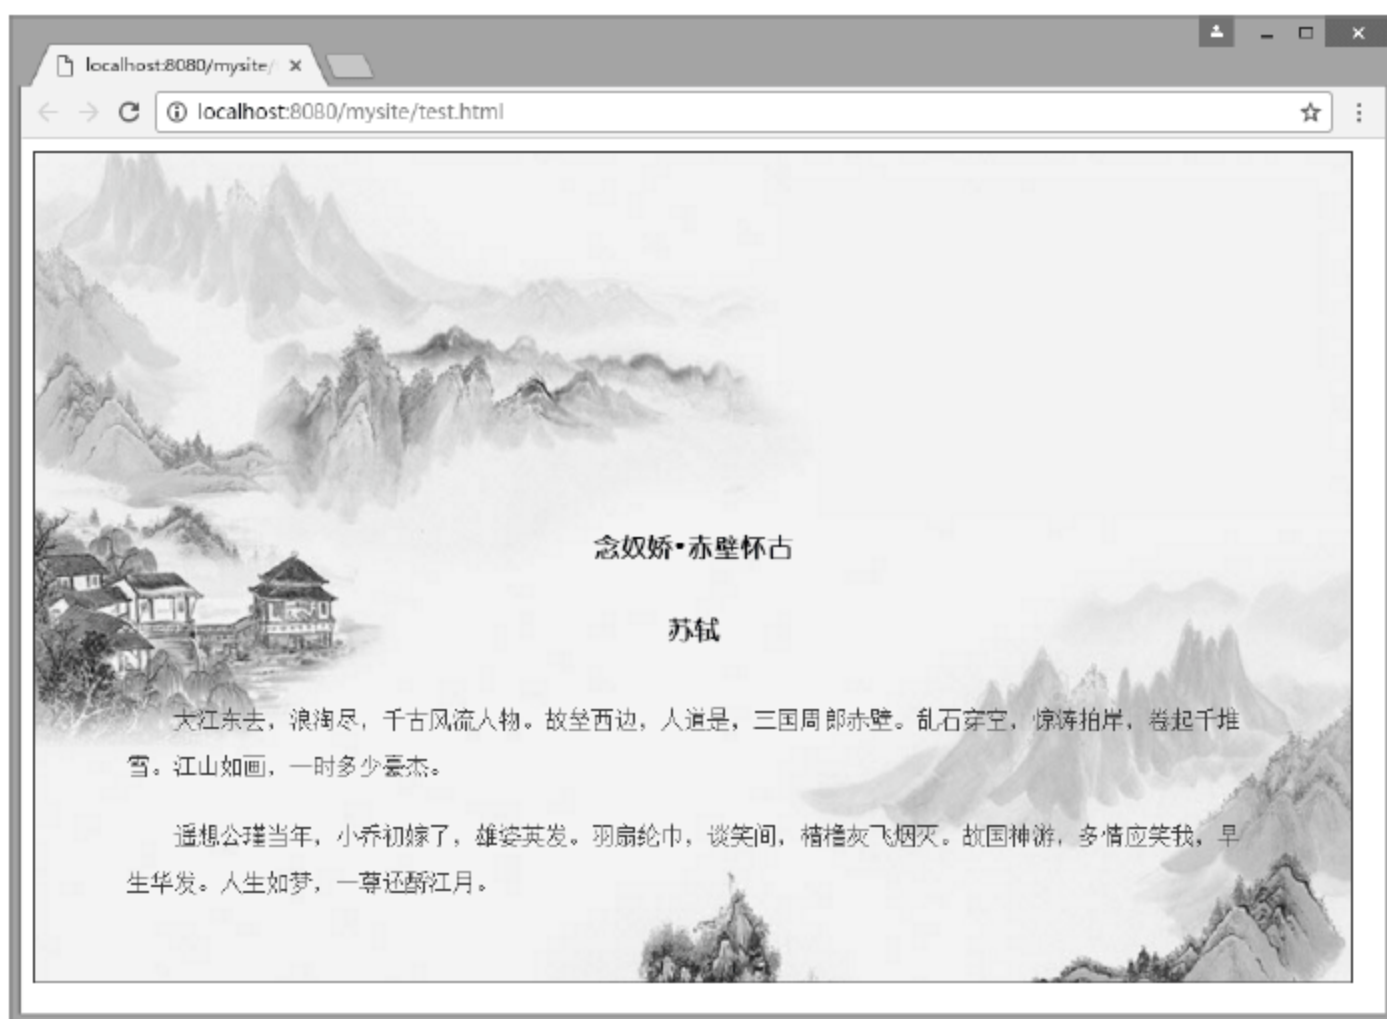 localhost:8080/mysite/
localhost:8080/mysite/test.html
念奴娇•赤壁怀古
苏轼
大江东去，浪淘尽，千古风流人物。故垒西边，人道是，三国周郎赤壁。乱石穿空，惊涛拍岸，卷起千堆
雪。江山如画，一时多少豪杰。
遥想公瑾当年，小乔初嫁了，雄姿英发。羽扇纶巾，谈笑间，樯橹灰飞烟灭。故国神游，多情应笑我，早
生华发。人生如梦，一尊还酹江月。